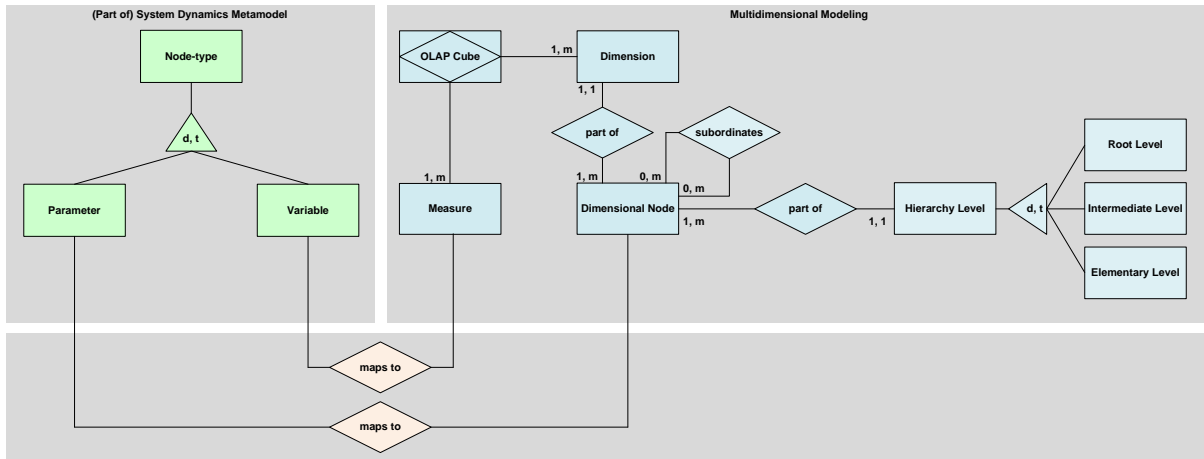 (Part of) System Dynamics Metamodel
Multidimensional Modeling
Node-type
OLAP Cube
1, m
Dimension
1, 1
d, t
part of
subordinates
Root Level
1, m
1, m
0, m
0, m
Parameter
Variable
Measure
Dimensional Node
1, m
part of
1, 1
Hierarchy Level
d, t
Intermediate Level
Elementary Level
maps to
maps to